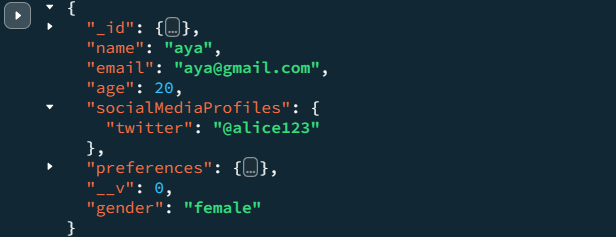 {
"_id": {...},
"name": "aya",
"email": "aya@gmail.com",
"age": 20,
"socialMediaProfiles": {
"twitter": "@alice123"
},
"preferences": {...},
"__v": 0,
"gender": "female"
}